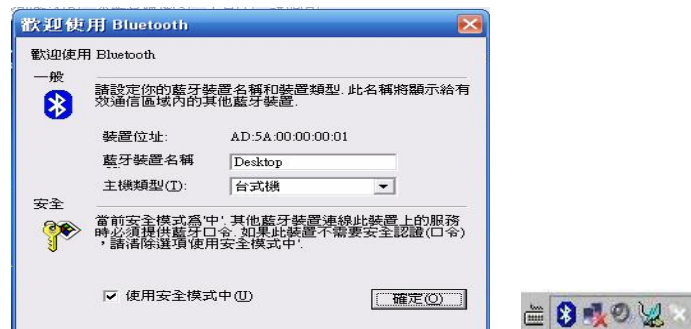 歡迎使用 Bluetooth
歡迎使用 Bluetooth
一般
請設定你的藍牙裝置名稱和裝置類型. 此名稱將顯示給有
效通信區域內的其他藍牙裝置.
裝置位址: AD:5A:00:00:00:01
藍牙裝置名稱 Desktop
主機類型(T): 台式機
安全
當前安全模式爲'中'. 其他藍牙裝置連線此裝置上的服務
時必須提供藍牙口令. 如果此裝置不需要安全認證(口令)
，請清除選項'使用安全模式中'.
使用安全模式中(U) 確定(O)